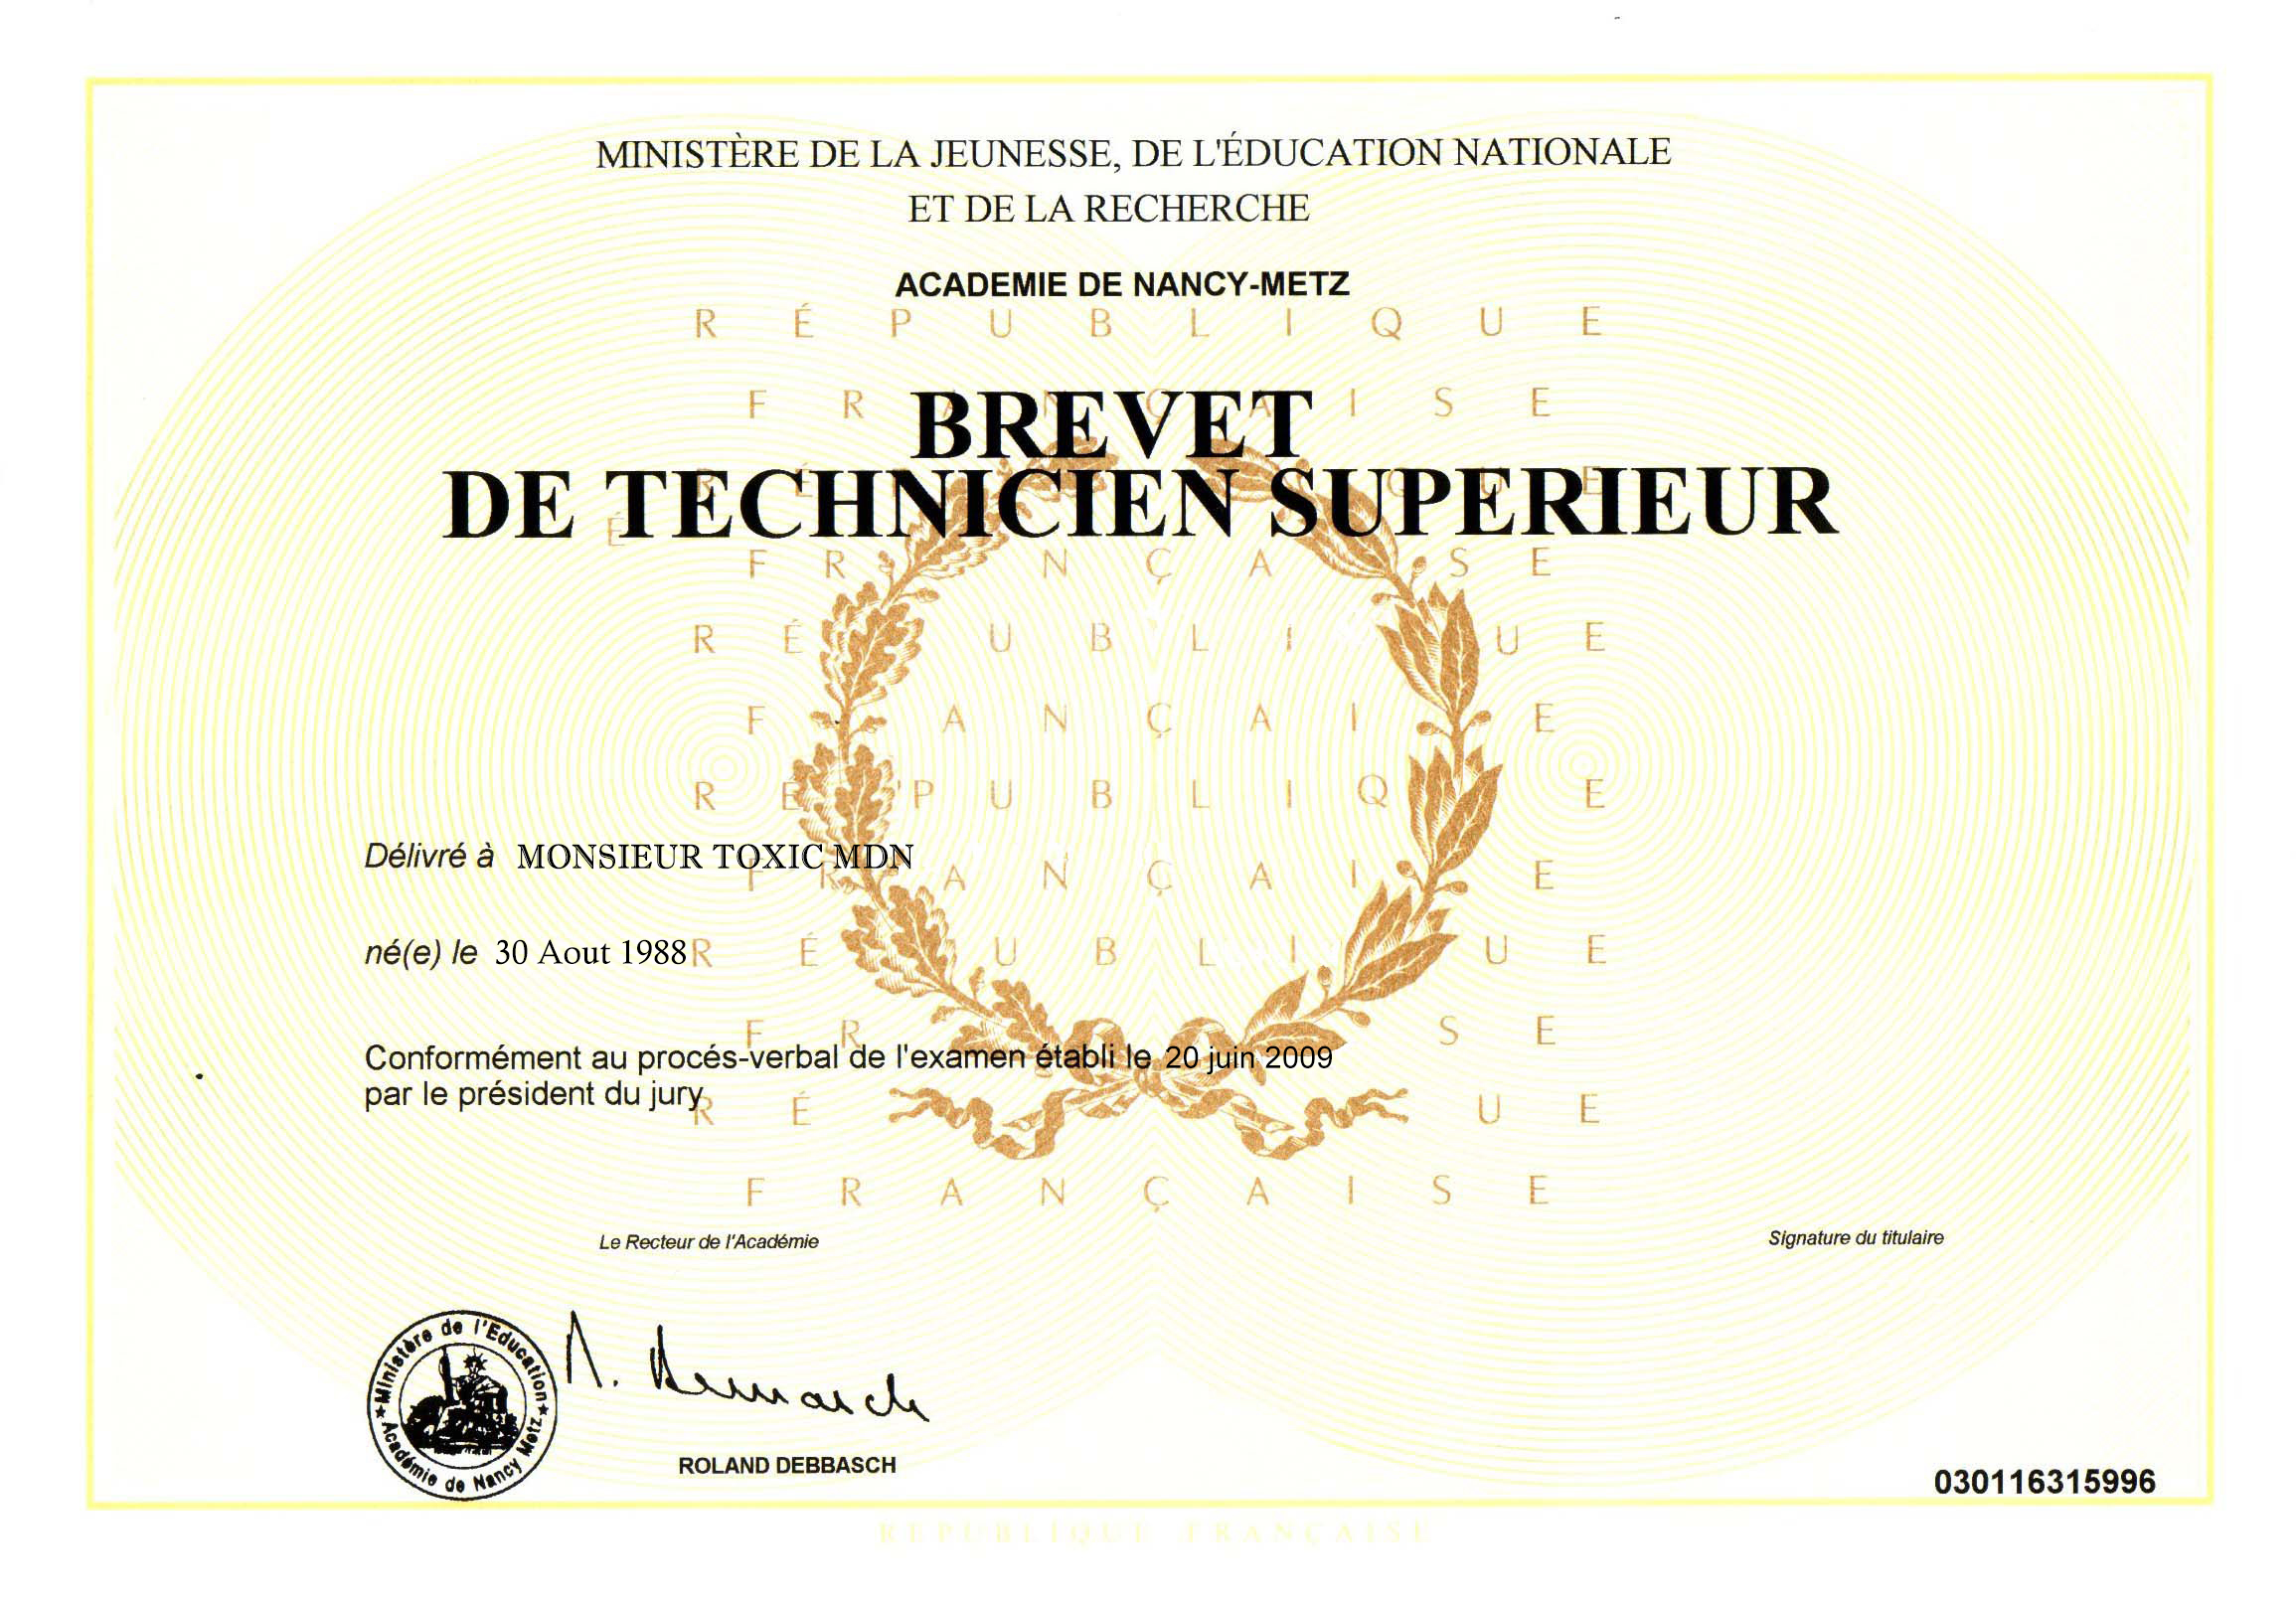 MINISTÈRE DE LA JEUNESSE, DE L'ÉDUCATION NATIONALE
ET DE LA RECHERCHE
ACADEMIE DE NANCY-METZ
R É P U B L I Q U E
F R A N Ç A I S E
BREVET
DE TECHNICIEN SUPERIEUR
F R N Ç A S E
R É U B L I U E
F A N Ç A I E
R É P U B L I Q E
Délivré à MONSIEUR TOXIC MDN
F R A N Ç A I E
né(e) le 30 Aout 1988
R É U B L I U E
F R S E
Conformément au procés-verbal de l'examen établi le 20 juin 2009
par le président du jury
R É U E
F R A N Ç A I S E
Le Recteur de l'Académie
Signature du titulaire
Ministère de l'Education
Académie de Nancy Metz
ROLAND DEBBASCH
030116315996
REPUBLIQUE FRANÇAISE